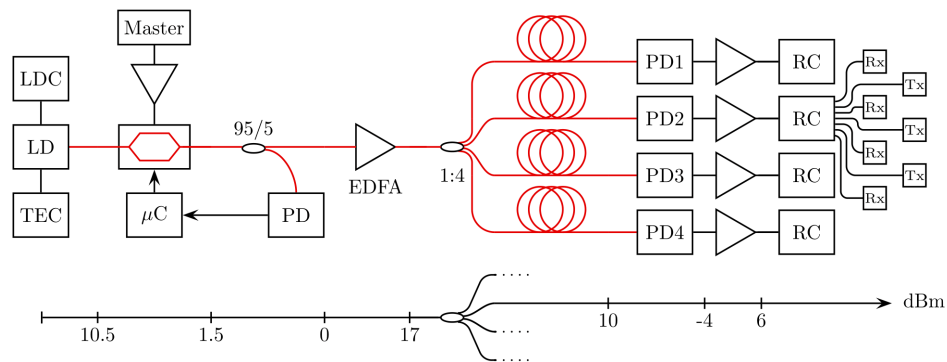 Master
LDC
LD
TEC
95/5
μC
PD
EDFA
1:4
PD1
RC
PD2
RC
PD3
RC
PD4
RC
Rx
Tx
Rx
Tx
Rx
Tx
Rx
10.5
1.5
0
17
10
-4
6
dBm